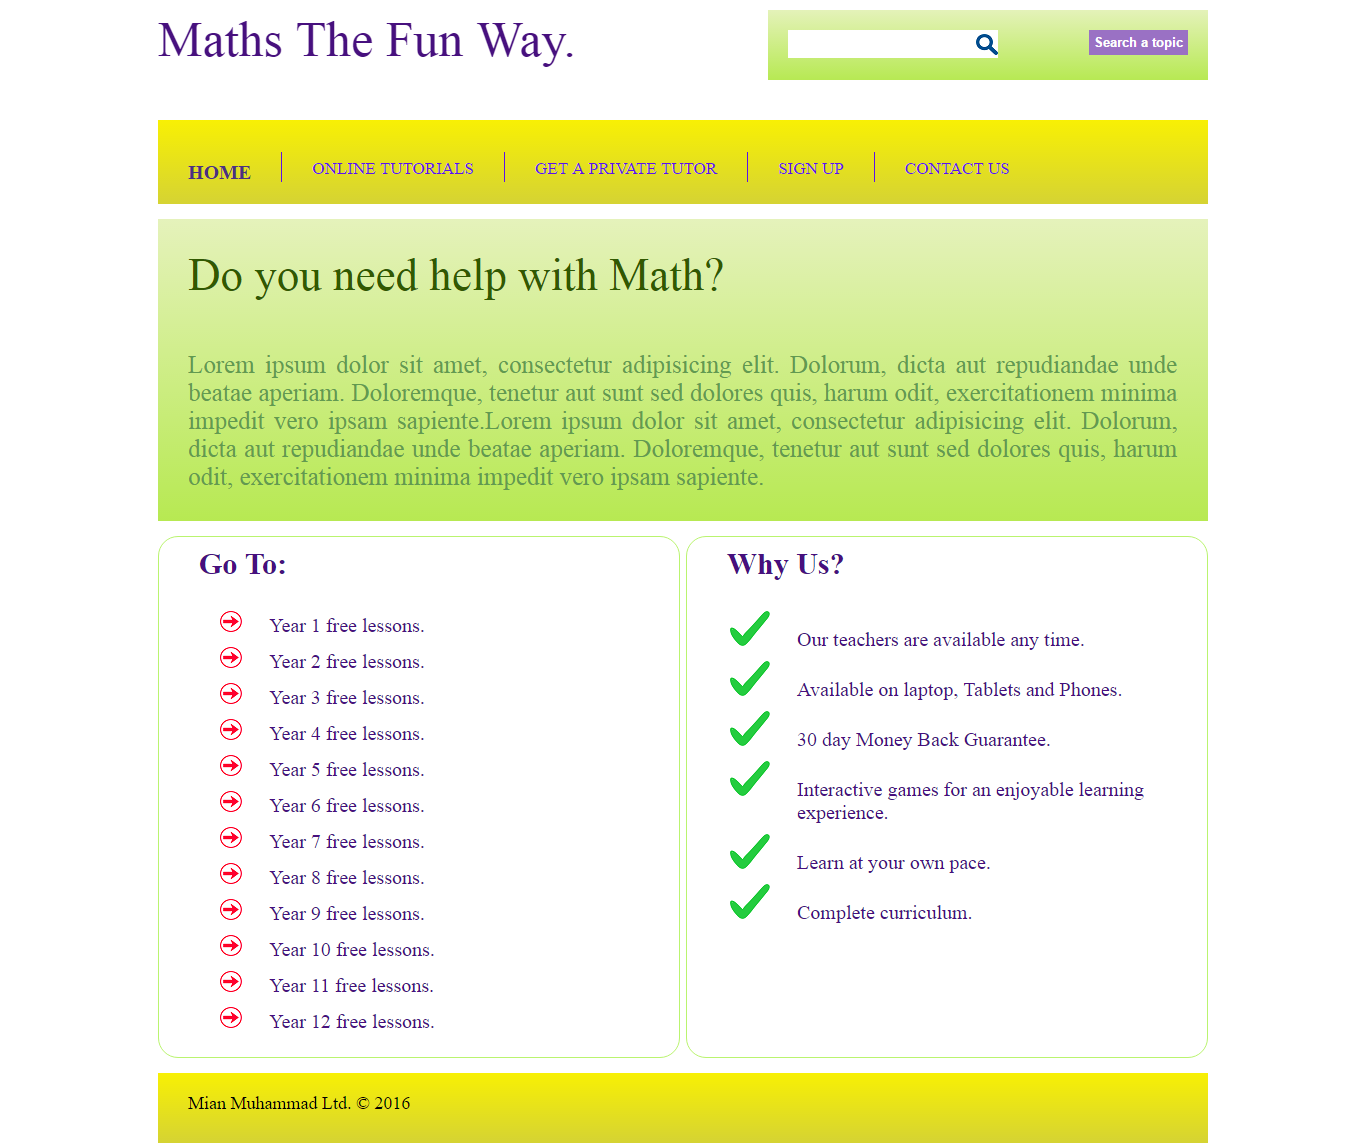 Maths The Fun Way.
Search a topic
HOME
ONLINE TUTORIALS
GET A PRIVATE TUTOR
SIGN UP
CONTACT US
Do you need help with Math?
Lorem ipsum dolor sit amet, consectetur adipisicing elit. Dolorum, dicta aut repudiandae unde
beatae aperiam. Doloremque, tenetur aut sunt sed dolores quis, harum odit, exercitationem minima
impedit vero ipsam sapiente.Lorem ipsum dolor sit amet, consectetur adipisicing elit. Dolorum,
dicta aut repudiandae unde beatae aperiam. Doloremque, tenetur aut sunt sed dolores quis, harum
odit, exercitationem minima impedit vero ipsam sapiente.
Go To:
Year 1 free lessons.
Year 2 free lessons.
Year 3 free lessons.
Year 4 free lessons.
Year 5 free lessons.
Year 6 free lessons.
Year 7 free lessons.
Year 8 free lessons.
Year 9 free lessons.
Year 10 free lessons.
Year 11 free lessons.
Year 12 free lessons.
Why Us?
Our teachers are available any time.
Available on laptop, Tablets and Phones.
30 day Money Back Guarantee.
Interactive games for an enjoyable learning
experience.
Learn at your own pace.
Complete curriculum.
Mian Muhammad Ltd. © 2016